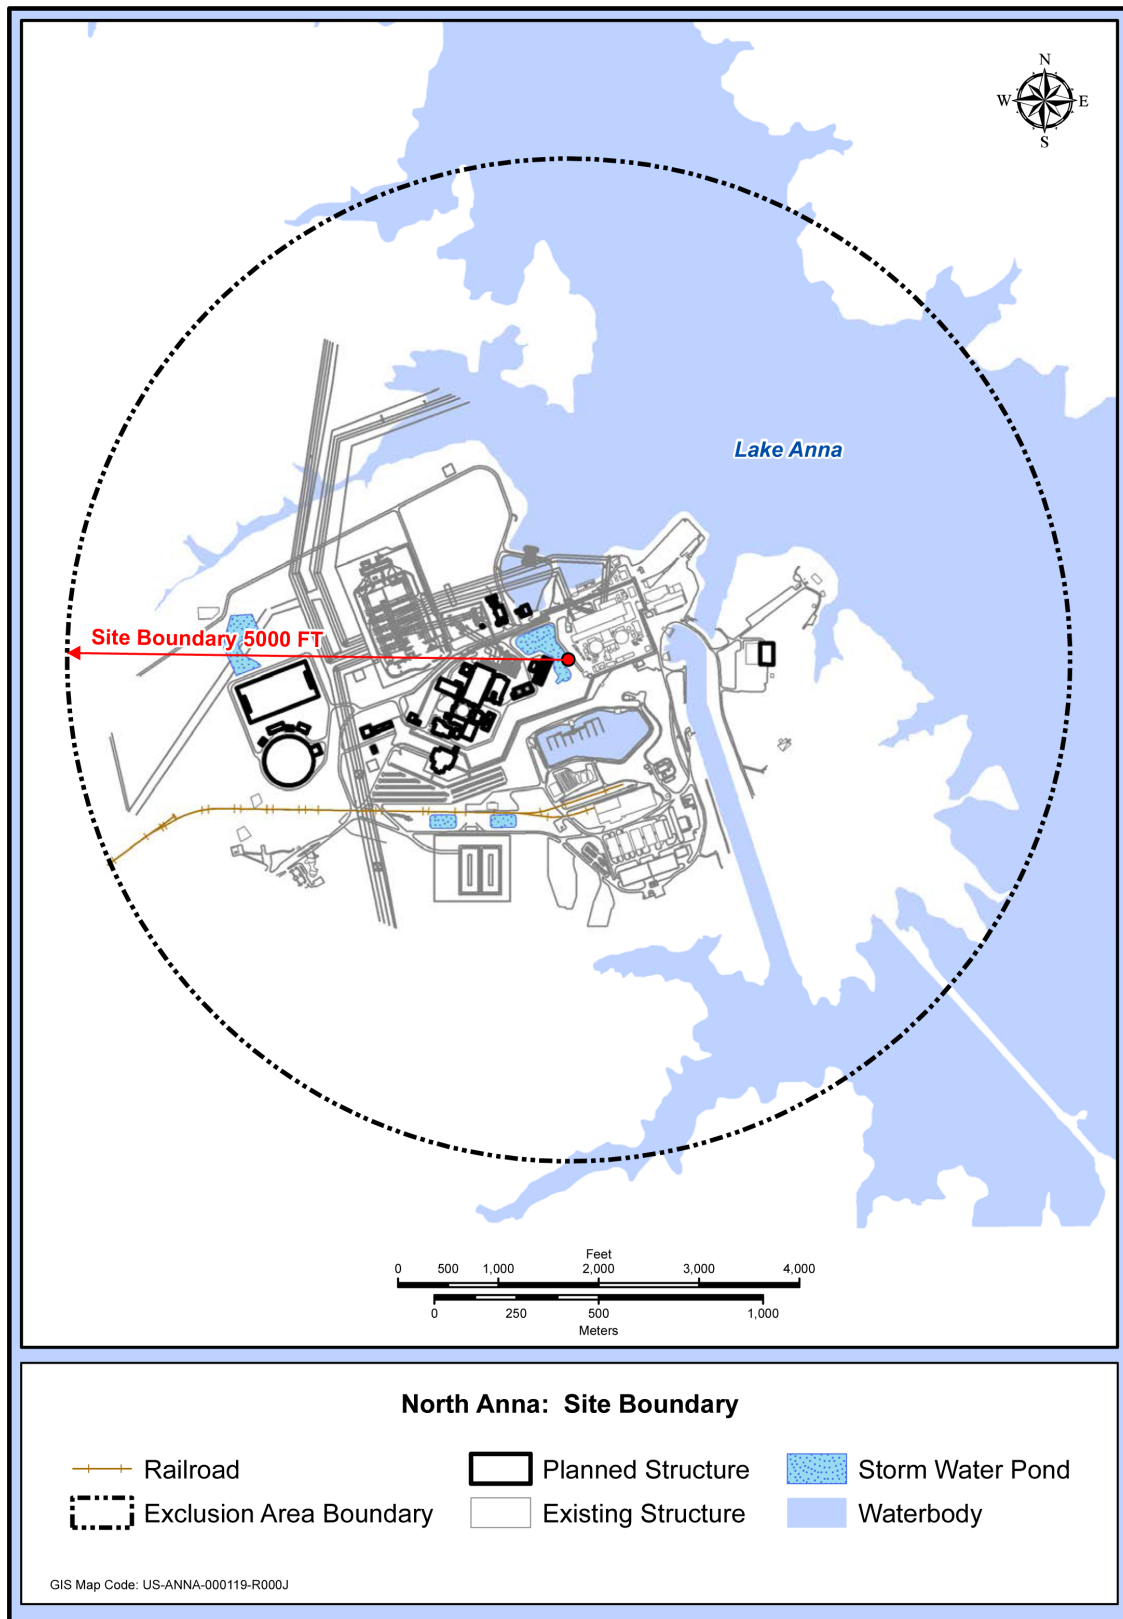 N
W E
S
Lake Anna
Site Boundary 5000 FT
Feet
0 500 1,000 2,000 3,000 4,000
0 250 500 1,000
Meters
North Anna: Site Boundary
Railroad
Planned Structure
Storm Water Pond
Exclusion Area Boundary
Existing Structure
Waterbody
GIS Map Code: US-ANNA-000119-R000J